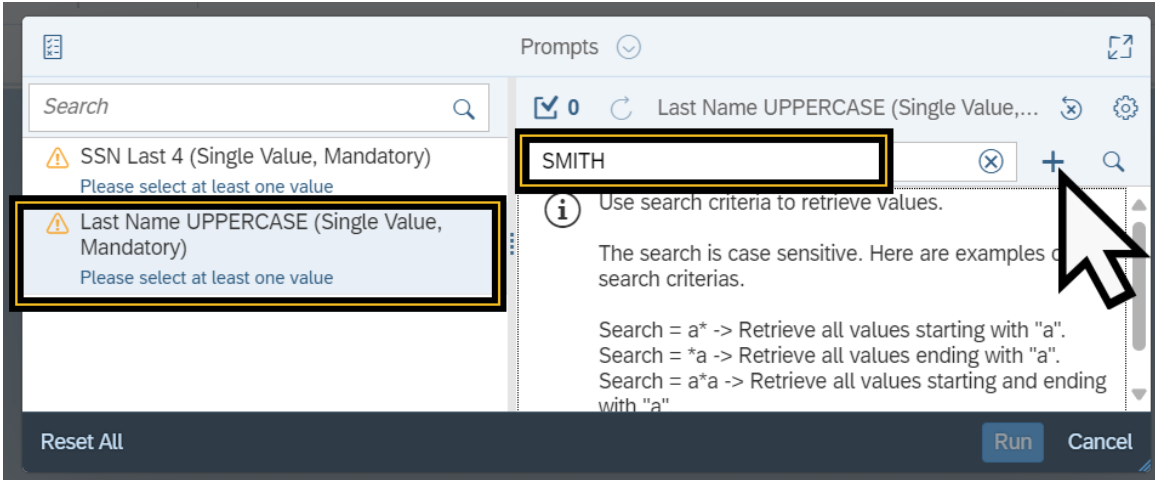 Prompts
Search
0 Last Name UPPERCASE (Single Value,...
SSN Last 4 (Single Value, Mandatory)
Please select at least one value
Last Name UPPERCASE (Single Value,
Mandatory)
Please select at least one value
SMITH
Use search criteria to retrieve values.
The search is case sensitive. Here are examples
search criterias.
Search = a* -> Retrieve all values starting with "a".
Search = *a -> Retrieve all values ending with "a".
Search = a*a -> Retrieve all values starting and ending
with "a"
Reset All
Run Cancel